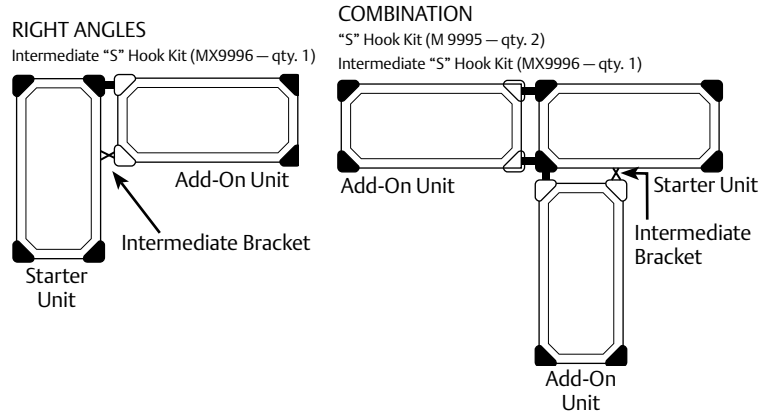 RIGHT ANGLES
Intermediate “S” Hook Kit (MX9996 — qty. 1)
Add-On Unit
Intermediate Bracket
Starter
Unit
COMBINATION
“S” Hook Kit (M 9995 — qty. 2)
Intermediate “S” Hook Kit (MX9996 — qty. 1)
Add-On Unit
Starter Unit
Intermediate
Bracket
Add-On
Unit